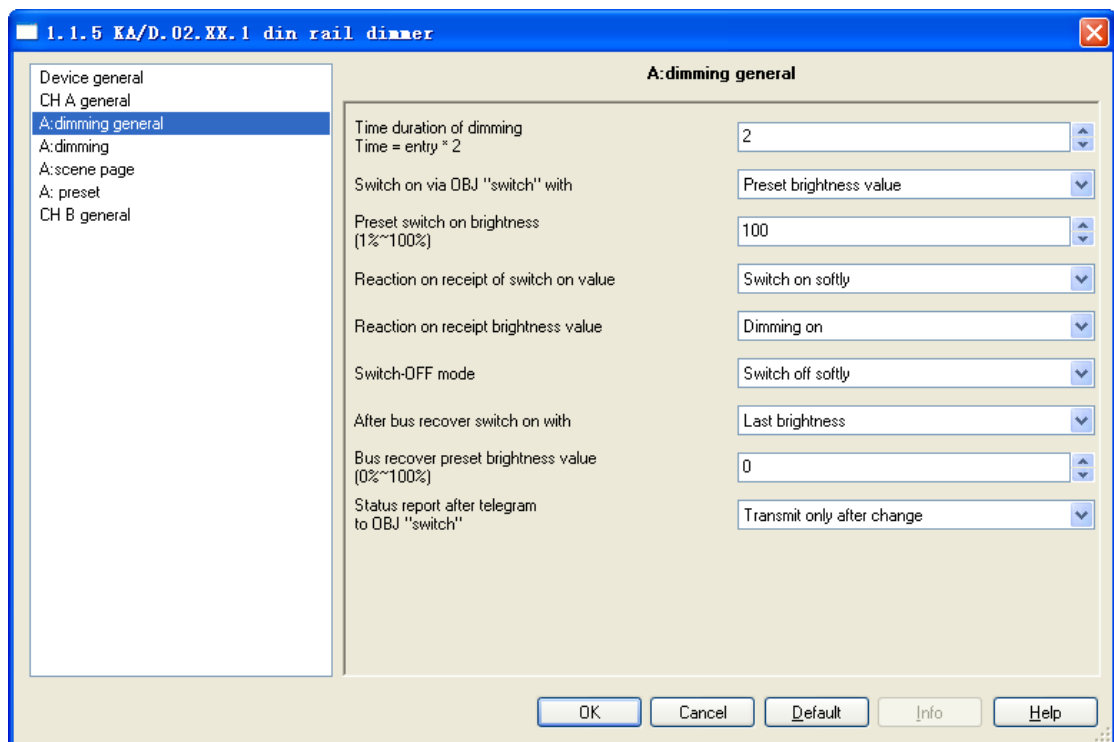 1.1.5 KA/D.02.XX.1 din rail dimmer
Device general
CH A general
A:dimming general
A:dimming
A:scene page
A: preset
CH B general
A:dimming general
Time duration of dimming
Time = entry * 2
2
Switch on via OBJ "switch" with
Preset brightness value
Preset switch on brightness
(1%~100%)
100
Reaction on receipt of switch on value
Switch on softly
Reaction on receipt brightness value
Dimming on
Switch-OFF mode
Switch off softly
After bus recover switch on with
Last brightness
Bus recover preset brightness value
(0%~100%)
0
Status report after telegram
to OBJ "switch"
Transmit only after change
OK
Cancel
Default
Info
Help